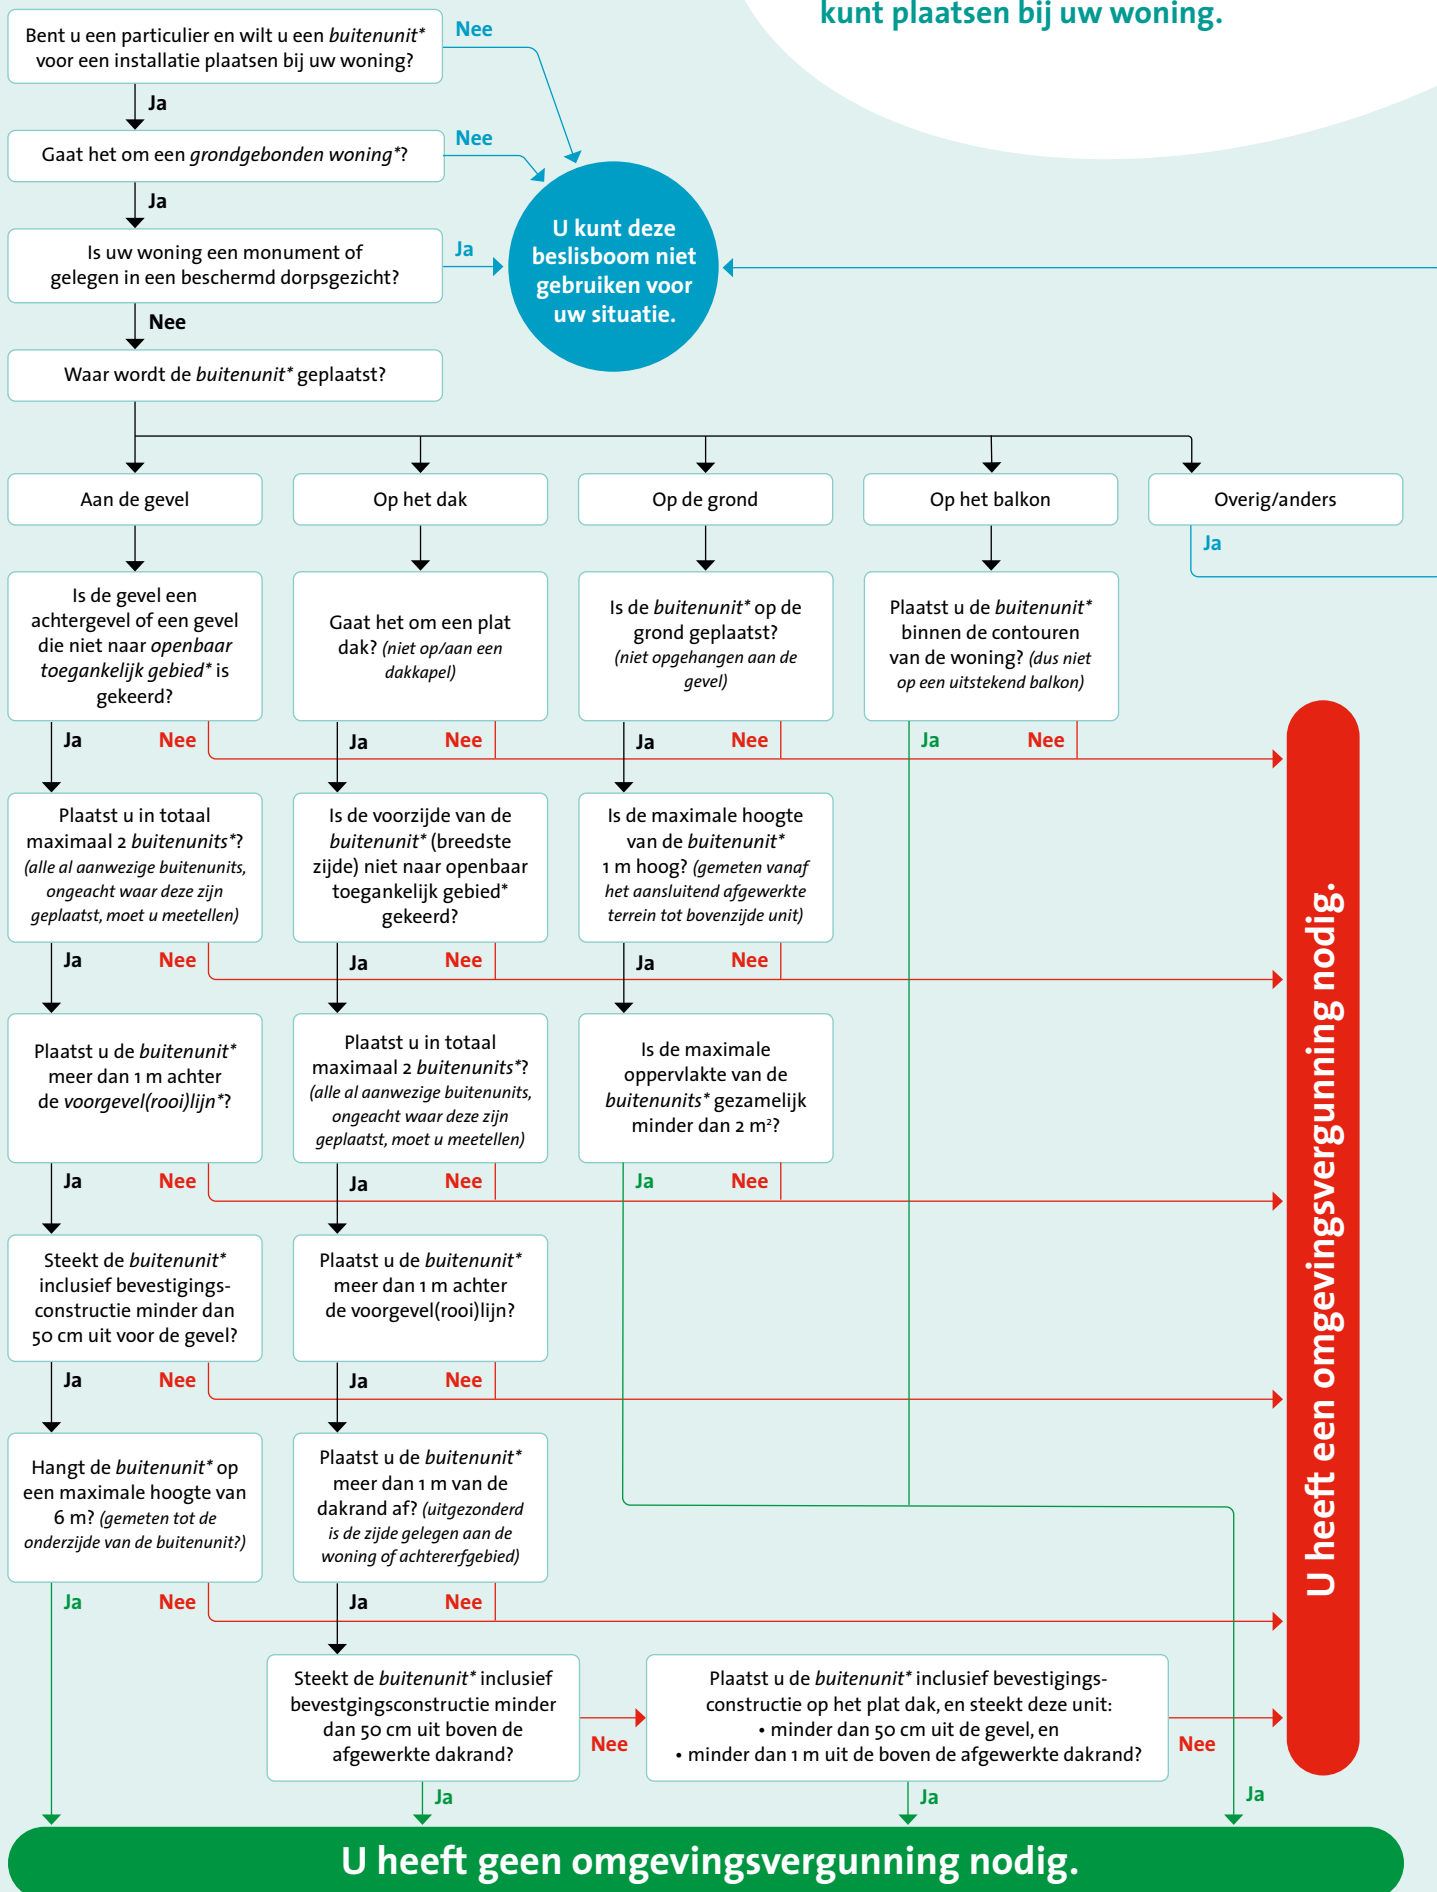 kunt plaatsen bij uw woning.
Bent u een particulier en wilt u een buitenunit*
voor een installatie plaatsen bij uw woning?
Nee
Ja
Gaat het om een grondgebonden woning*?
Nee
Ja
Is uw woning een monument of
gelegen in een beschermd dorpsgezicht?
Ja
Nee
U kunt deze
beslisboom niet
gebruiken voor
uw situatie.
Waar wordt de buitenunit* geplaatst?
Aan de gevel
Op het dak
Op de grond
Op het balkon
Overig/anders
Ja
Is de gevel een
achtergevel of een gevel
die niet naar openbaar
toegankelijk gebied* is
gekeerd?
Gaat het om een plat
dak? (niet op/aan een
dakkapel)
Is de buitenunit* op de
grond geplaatst?
(niet opgehangen aan de
gevel)
Plaatst u de buitenunit*
binnen de contouren
van de woning? (dus niet
op een uitstekend balkon)
Ja Nee
Ja Nee
Ja Nee
Ja Nee
Plaatst u in totaal
maximaal 2 buitenunits*?
(alle al aanwezige buitenunits,
ongeacht waar deze zijn
geplaatst, moet u meetellen)
Is de voorzijde van de
buitenunit* (breedste
zijde) niet naar openbaar
toegankelijk gebied*
gekeerd?
Is de maximale hoogte
van de buitenunit*
1 m hoog? (gemeten vanaf
het aansluitend afgewerkte
terrein tot bovenzijde unit)
Ja Nee
Ja Nee
Ja Nee
Plaatst u de buitenunit*
meer dan 1 m achter
de voorgevel(rooi)lijn*?
Plaatst u in totaal
maximaal 2 buitenunits*?
(alle al aanwezige buitenunits,
ongeacht waar deze zijn
geplaatst, moet u meetellen)
Is de maximale
oppervlakte van de
buitenunits* gezamelijk
minder dan 2 m²?
Ja Nee
Ja Nee
Ja Nee
Steekt de buitenunit*
inclusief bevestigings-
constructie minder dan
50 cm uit voor de gevel?
Plaatst u de buitenunit*
meer dan 1 m achter
de voorgevel(rooi)lijn?
Ja Nee
Ja Nee
Hangt de buitenunit* op
een maximale hoogte van
6 m? (gemeten tot de
onderzijde van de buitenunit?)
Plaatst u de buitenunit*
meer dan 1 m van de
dakrand af? (uitgezonderd
is de zijde gelegen aan de
woning of achtererfgebied)
Ja Nee
Ja Nee
Steekt de buitenunit* inclusief
bevestgingsconstructie minder
dan 50 cm uit boven de
afgewerkte dakrand?
Nee
Plaatst u de buitenunit* inclusief bevestigings-
constructie op het plat dak, en steekt deze unit:
• minder dan 50 cm uit de gevel, en
• minder dan 1 m uit de boven de afgewerkte dakrand?
Nee
Ja
Ja
Ja
U heeft een omgevingsvergunning nodig.
U heeft geen omgevingsvergunning nodig.